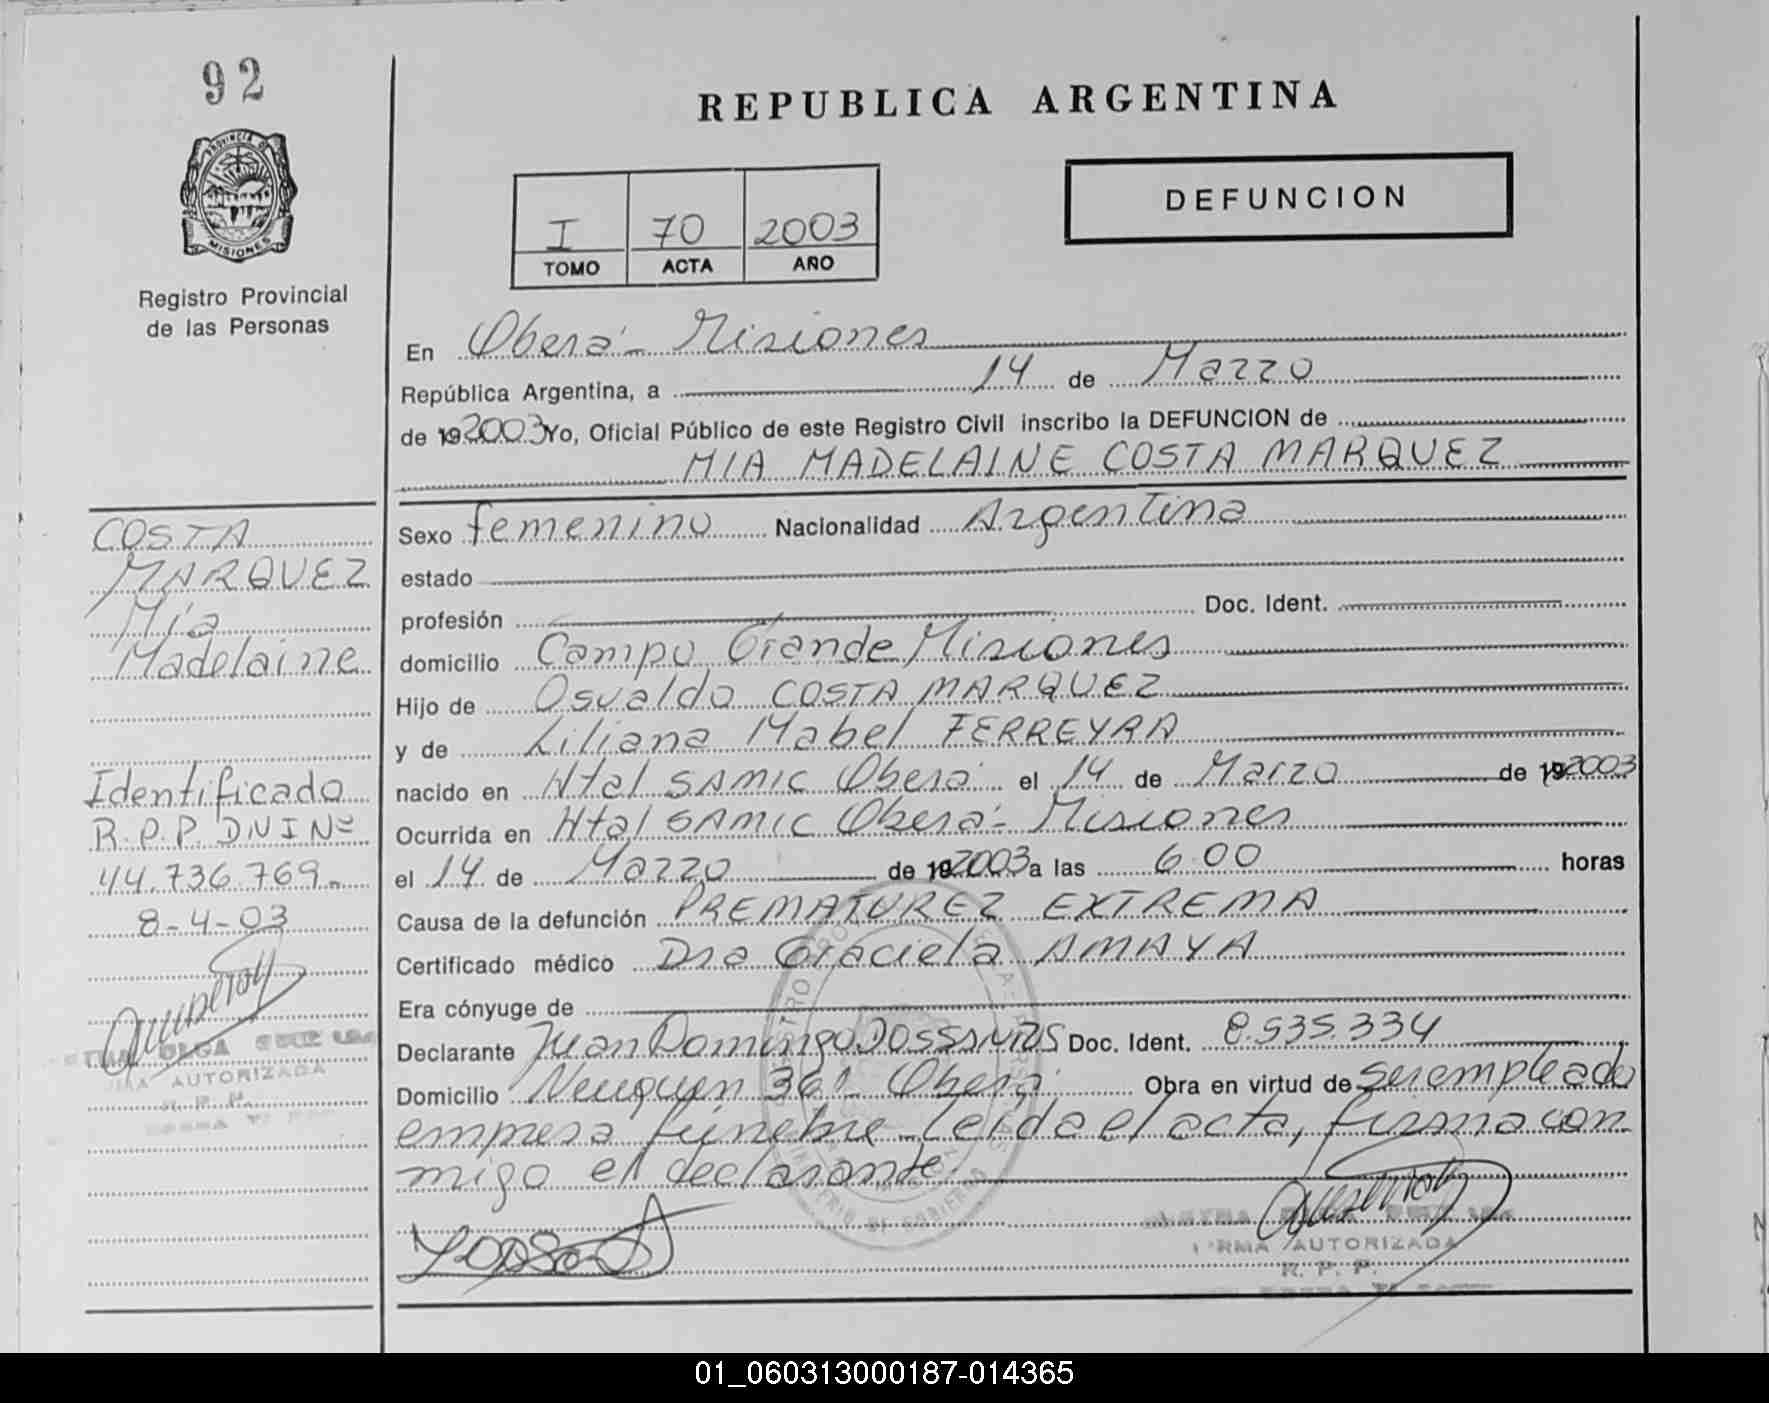 92
PROVINCIA DE
MISIONES
Registro Provincial
de las Personas
REPUBLICA ARGENTINA
DEFUNCION
I 70 2003
TOMO ACTA AÑO
En Oberá - Misiones
República Argentina, a 14 de Marzo
de 19 2003 Yo, Oficial Público de este Registro Civil inscribo la DEFUNCION de
MIA MADELAINE COSTA MARQUEZ
COSTA
MARQUEZ
Mía
Madelaine
Identificado
R.P.P. DNI Nº
44.736.769.-
8-4-03
FIRMA AUTORIZADA
R. P. P.
Sexo femenino Nacionalidad Argentina
estado
profesión Doc. Ident.
domicilio Campo Grande Misiones
Hijo de Osvaldo COSTA MARQUEZ
y de Liliana Mabel FERREYRA
nacido en Htal SAMIC Oberá el 14 de Marzo de 19 2003
Ocurrida en Htal SAMIC Oberá - Misiones
el 14 de Marzo de 19 2003 a las 6.00 horas
Causa de la defunción PREMATUREZ EXTREMA
Certificado médico Dra Graciela AMAYA
Era cónyuge de
Declarante Juan Domingo Doc. Ident. 8.535.334
Domicilio Neuquen 361 Oberá Obra en virtud de ser empleado
empresa fúnebre Leída el acta, firma con
migo el declarante.
FIRMA AUTORIZADA
R. P. P.
01_060313000187-014365